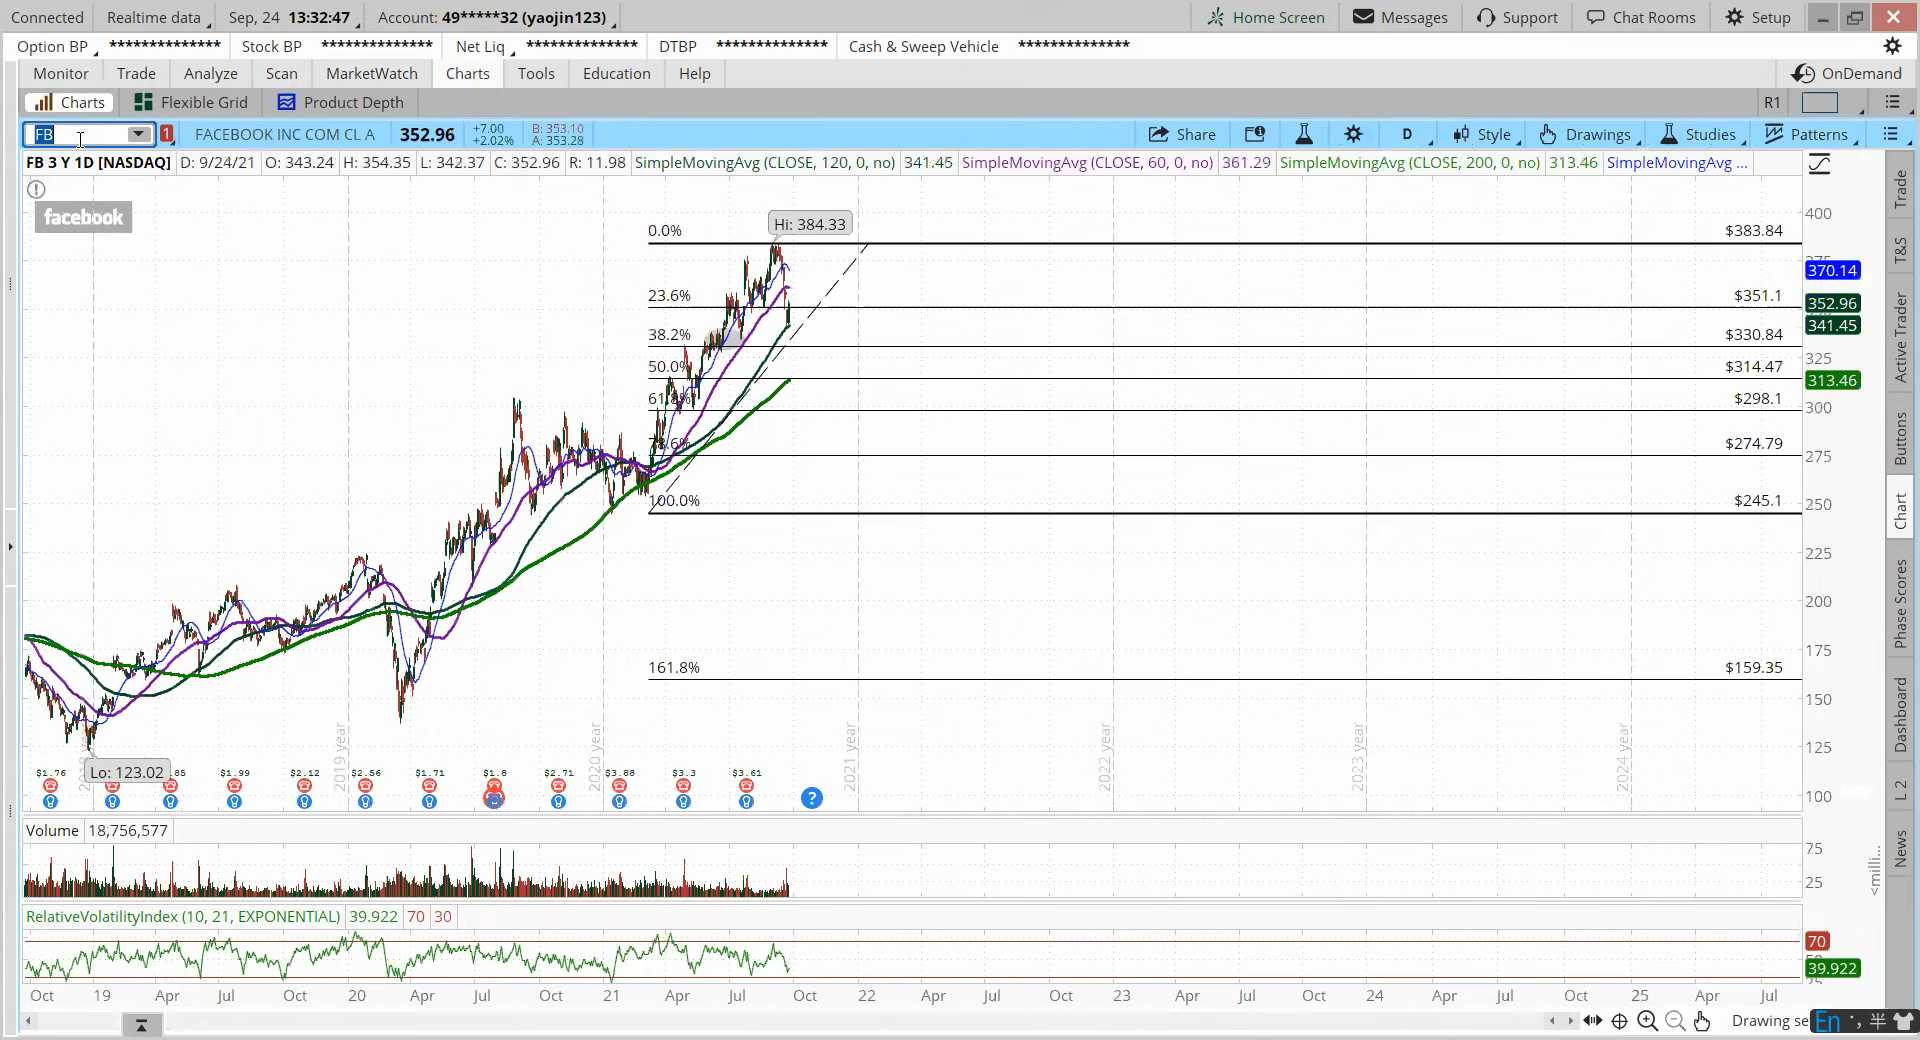 Connected Realtime data Sep, 24 13:32:47 Account: 49*****32 (yaojin123) Home Screen Messages Support Chat Rooms Setup
Option BP ************** Stock BP ************** Net Liq ************** DTBP ************** Cash & Sweep Vehicle **************
Monitor Trade Analyze Scan MarketWatch Charts Tools Education Help OnDemand
Charts Flexible Grid Product Depth R1
FB 1 FACEBOOK INC COM CL A 352.96 +7.00 B: 353.10 Share D Style Drawings Studies Patterns
+2.02% A: 353.28
FB 3 Y 1D [NASDAQ] D: 9/24/21 O: 343.24 H: 354.35 L: 342.37 C: 352.96 R: 11.98 SimpleMovingAvg (CLOSE, 120, 0, no) 341.45 SimpleMovingAvg (CLOSE, 60, 0, no) 361.29 SimpleMovingAvg (CLOSE, 200, 0, no) 313.46 SimpleMovingAvg ...
facebook
Hi: 384.33
400
0.0% $383.84
370.14
23.6% $351.1
352.96
341.45
38.2% $330.84
325
50.0% $314.47
313.46
61.8% $298.1
300
78.6% $274.79
275
100.0% $245.1
250
225
200
175
161.8% $159.35
150
125
100
2019 year 2020 year 2021 year 2022 year 2023 year 2024 year
Lo: 123.02
$1.76 .85 $1.99 $2.12 $2.56 $1.71 $1.8 $2.71 $3.88 $3.3 $3.61
?
Volume 18,756,577
75
25
<milli...
RelativeVolatilityIndex (10, 21, EXPONENTIAL) 39.922 70 30
70
39.922
Oct 19 Apr Jul Oct 20 Apr Jul Oct 21 Apr Jul Oct 22 Apr Jul Oct 23 Apr Jul Oct 24 Apr Jul Oct 25 Apr Jul
Drawing se En 半
Trade
T&S
Active Trader
Buttons
Chart
Phase Scores
Dashboard
L 2
News